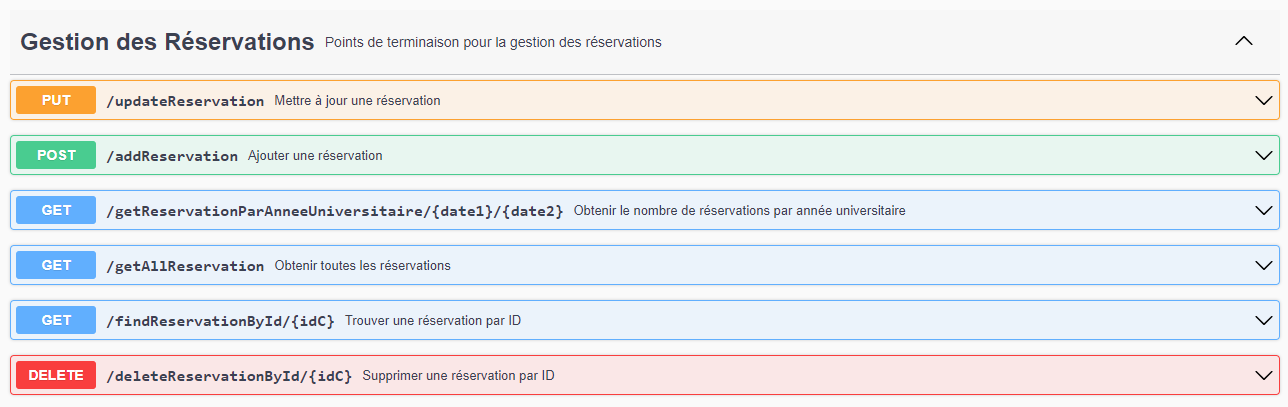 Gestion des Réservations Points de terminaison pour la gestion des réservations
PUT /updateReservation Mettre à jour une réservation
POST /addReservation Ajouter une réservation
GET /getReservationParAnneeUniversitaire/{date1}/{date2} Obtenir le nombre de réservations par année universitaire
GET /getAllReservation Obtenir toutes les réservations
GET /findReservationById/{idC} Trouver une réservation par ID
DELETE /deleteReservationById/{idC} Supprimer une réservation par ID